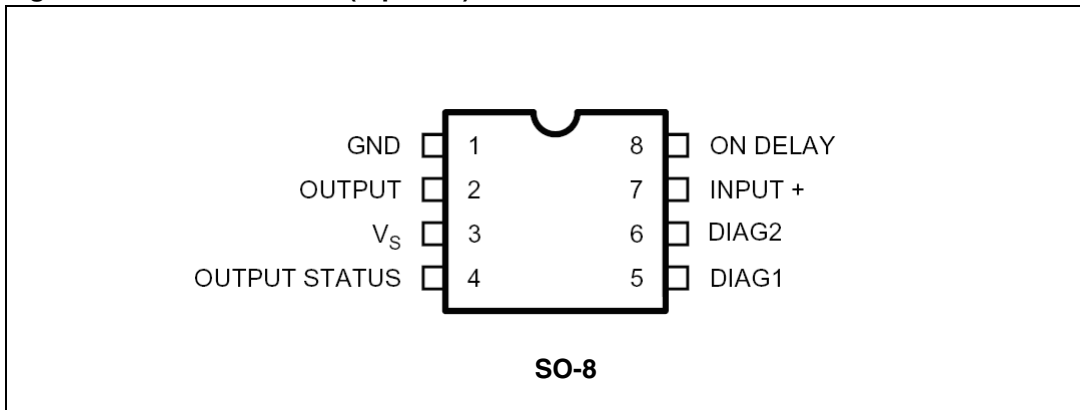 GND 1 8 ON DELAY
OUTPUT 2 7 INPUT +
VS 3 6 DIAG2
OUTPUT STATUS 4 5 DIAG1
SO-8